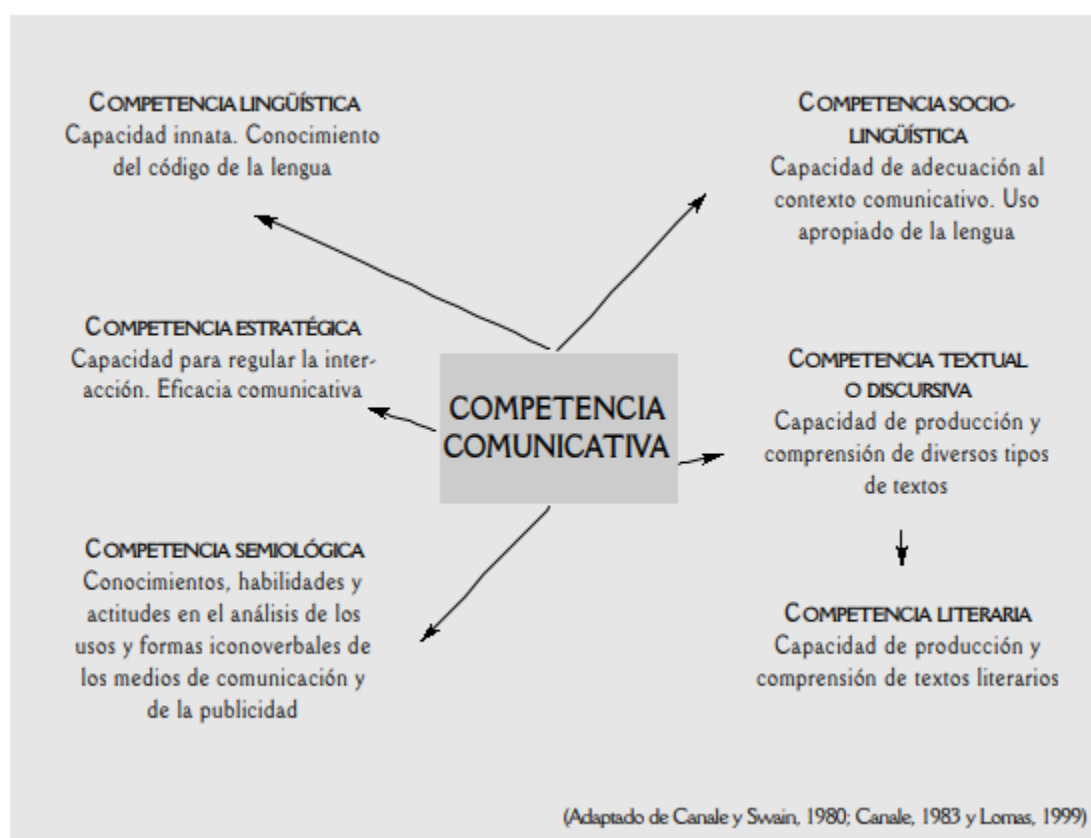 COMPETENCIA LINGÜÍSTICA
Capacidad innata. Conocimiento
del código de la lengua
COMPETENCIA SOCIO-
LINGÜÍSTICA
Capacidad de adecuación al
contexto comunicativo. Uso
apropiado de la lengua
COMPETENCIA ESTRATÉGICA
Capacidad para regular la inter-
acción. Eficacia comunicativa
COMPETENCIA
COMUNICATIVA
COMPETENCIA TEXTUAL
O DISCURSIVA
Capacidad de producción y
comprensión de diversos tipos
de textos
COMPETENCIA SEMIOLÓGICA
Conocimientos, habilidades y
actitudes en el análisis de los
usos y formas iconoverbales de
los medios de comunicación y
de la publicidad
COMPETENCIA LITERARIA
Capacidad de producción y
comprensión de textos literarios
(Adaptado de Canale y Swain, 1980; Canale, 1983 y Lomas, 1999)